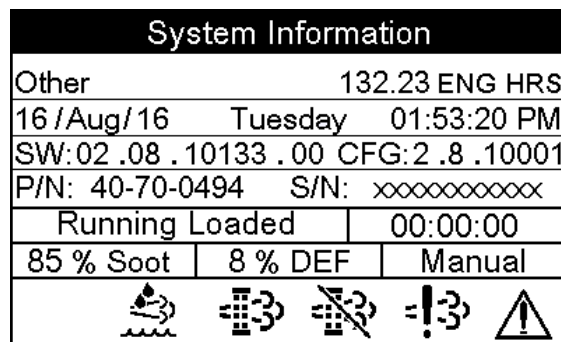 System Information
Other 132.23 ENG HRS
16 /Aug/ 16 Tuesday 01:53:20 PM
SW:02 .08 .10133 .00 CFG:2 .8 .10001
P/N: 40-70-0494 S/N: xxxxxxxxxxxx
Running Loaded 00:00:00
85 % Soot 8 % DEF Manual